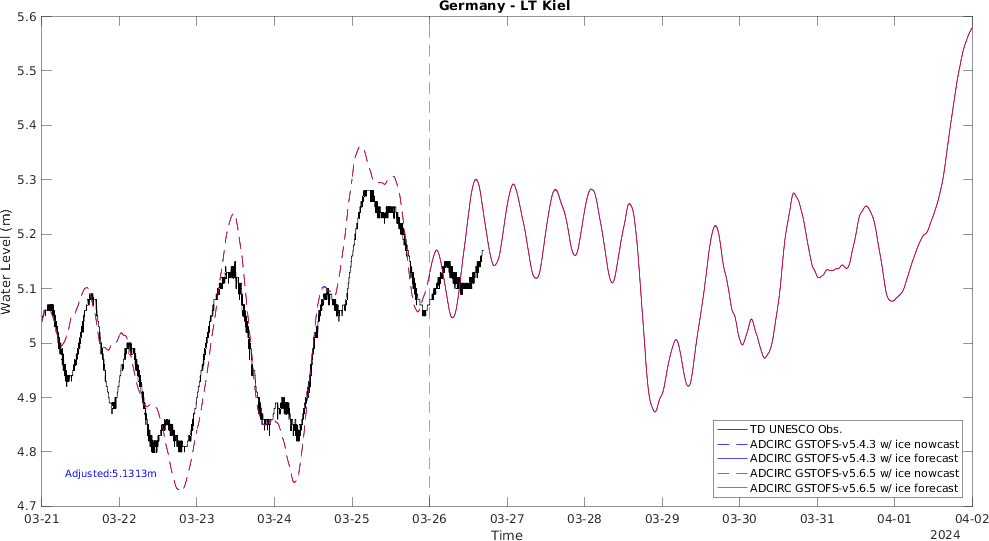 Germany - LT Kiel
5.6
5.5
5.4
5.3
5.2
5.1
5
4.9
4.8
4.7
Water Level (m)
Adjusted:5.1313m
TD UNESCO Obs.
ADCIRC GSTOFS-v5.4.3 w/ ice nowcast
ADCIRC GSTOFS-v5.4.3 w/ ice forecast
ADCIRC GSTOFS-v5.6.5 w/ ice nowcast
ADCIRC GSTOFS-v5.6.5 w/ ice forecast
03-21 03-22 03-23 03-24 03-25 03-26 03-27 03-28 03-29 03-30 03-31 04-01 04-02
Time
2024